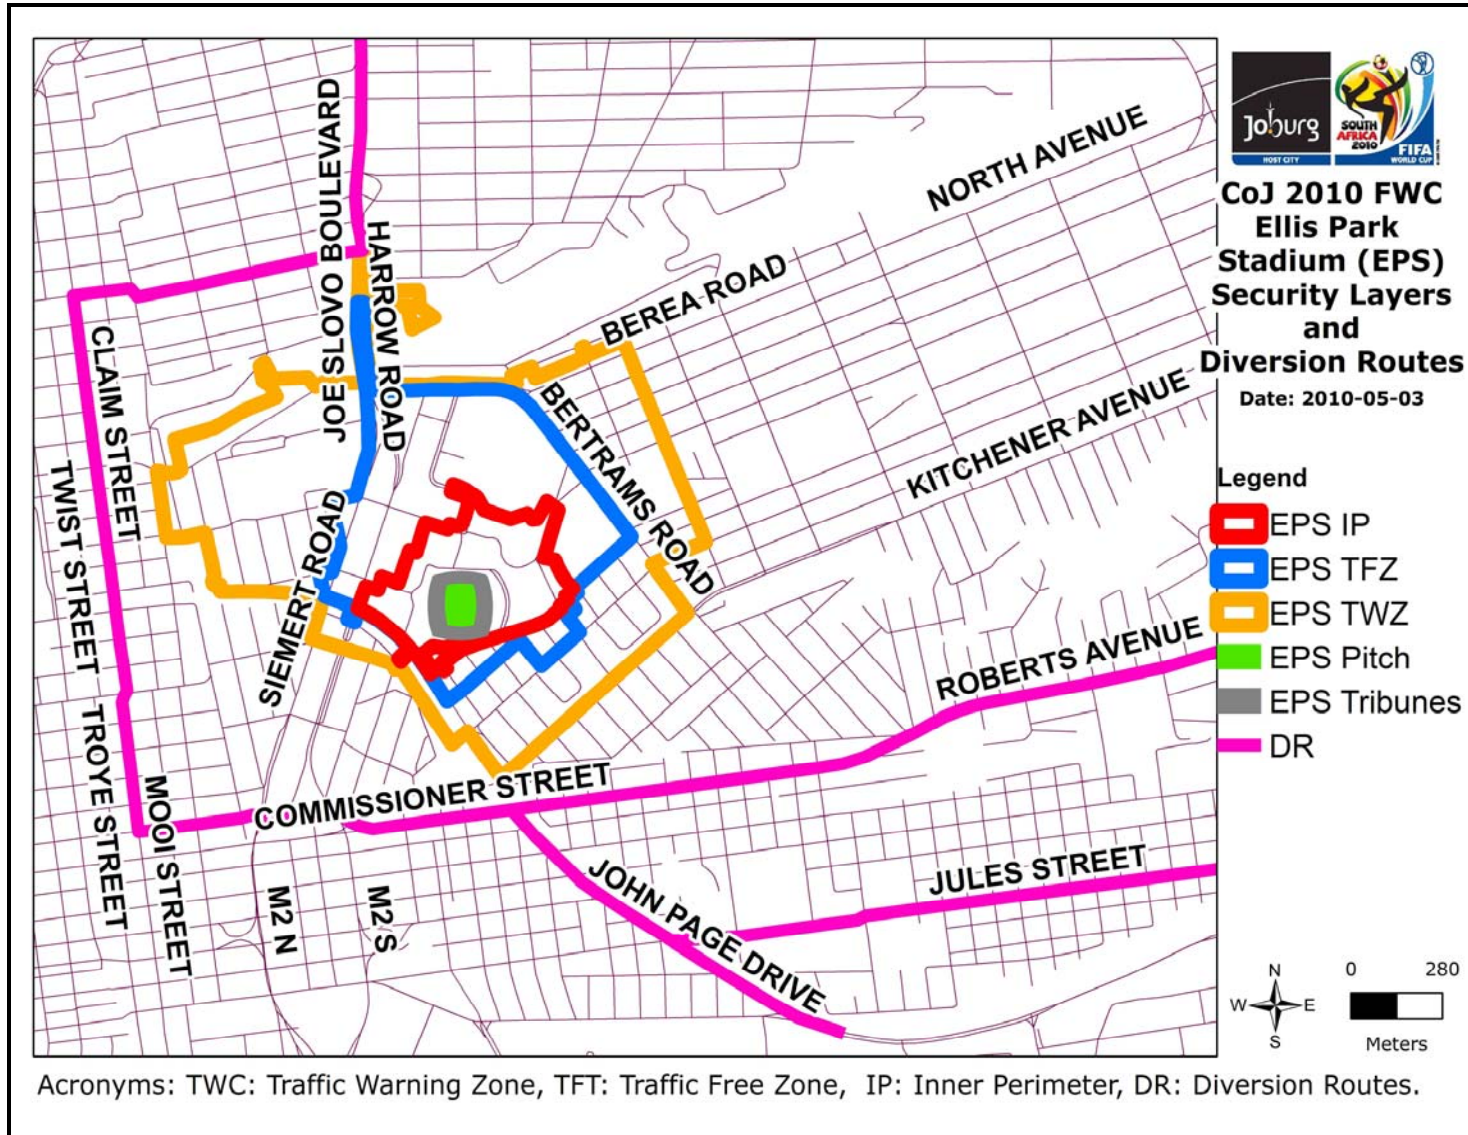 JOE SLOVO BOULEVARD
HARROW ROAD
NORTH AVENUE
BEREA ROAD
BERTRAMS ROAD
KITCHENER AVENUE
CLAIM STREET
TWIST STREET
SIEMERT ROAD
TROYE STREET
MOOI STREET
COMMISSIONER STREET
ROBERTS AVENUE
JULES STREET
JOHN PAGE DRIVE
M2 N
M2 S
Joburg
HOST CITY
SOUTH
AFRICA
2010
FIFA
WORLD CUP
CoJ 2010 FWC
Ellis Park
Stadium (EPS)
Security Layers
and
Diversion Routes
Date: 2010-05-03
Legend
EPS IP
EPS TFZ
EPS TWZ
EPS Pitch
EPS Tribunes
DR
N
W E
S
0 280
Meters
Acronyms: TWC: Traffic Warning Zone, TFT: Traffic Free Zone, IP: Inner Perimeter, DR: Diversion Routes.